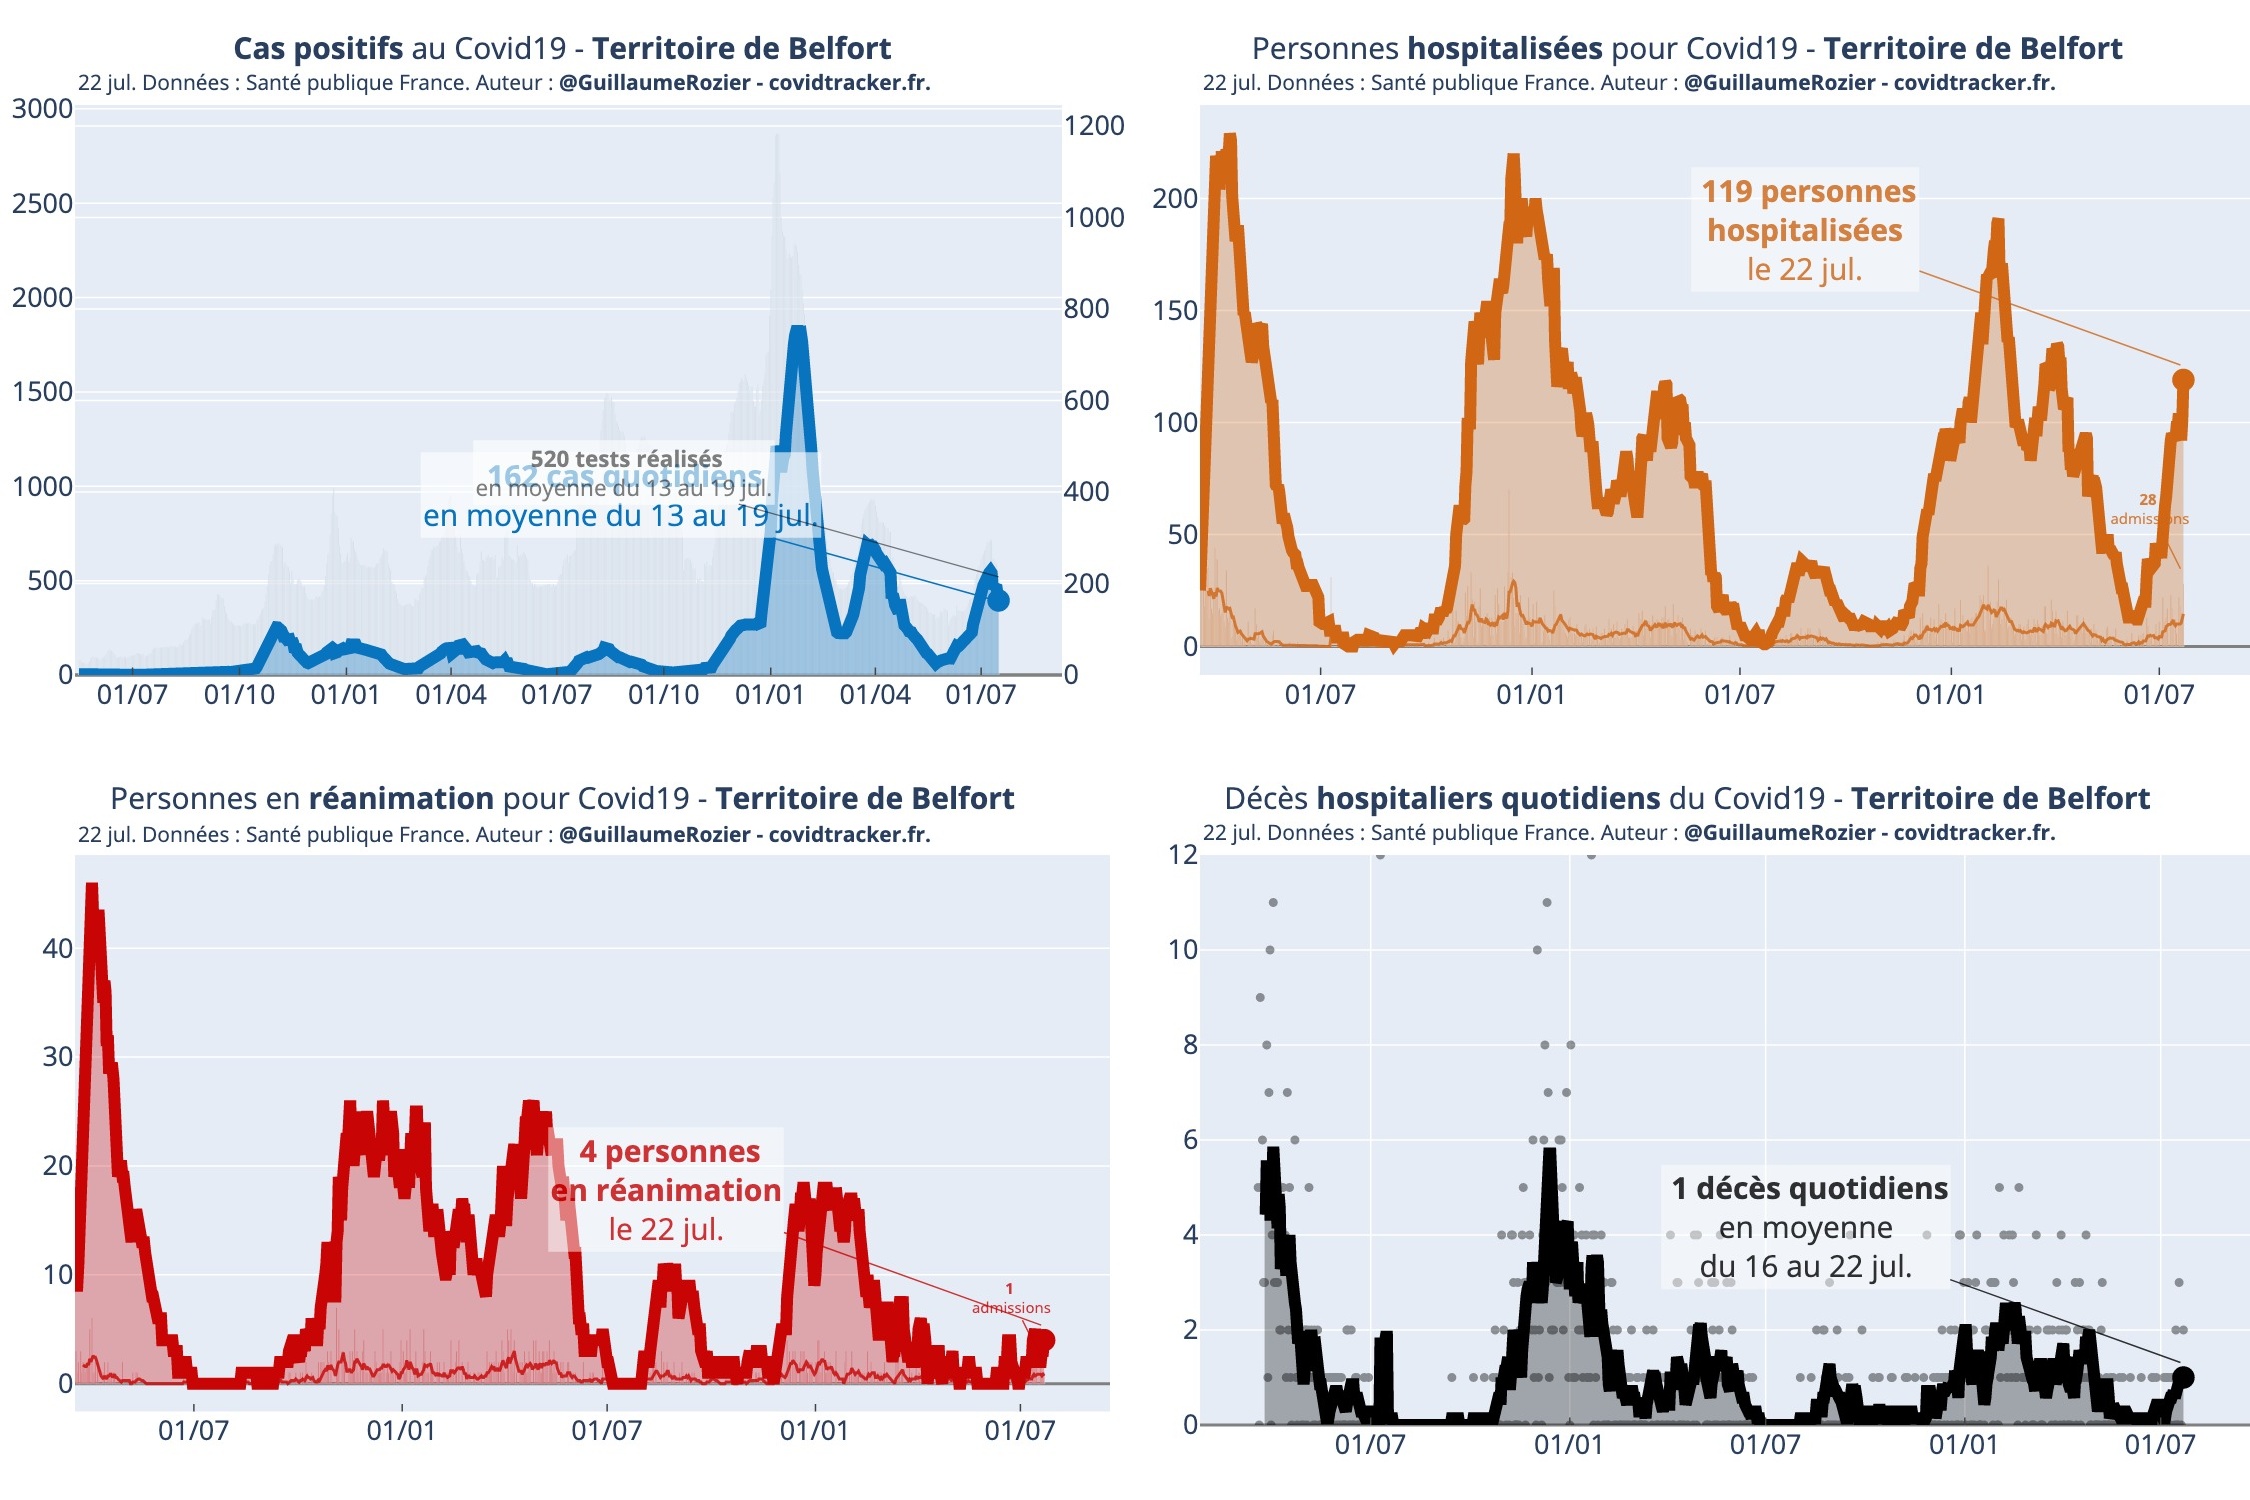 Cas positifs au Covid19 - Territoire de Belfort
22 jul. Données : Santé publique France. Auteur : @GuillaumeRozier - covidtracker.fr.
3000
2500
2000
1500
1000
500
0
1200
1000
800
600
400
200
0
520 tests réalisés
en moyenne du 13 au 19 jul.
162 cas quotidiens
en moyenne du 13 au 19 jul.
01/07 01/10 01/01 01/04 01/07 01/10 01/01 01/04 01/07
Personnes hospitalisées pour Covid19 - Territoire de Belfort
22 jul. Données : Santé publique France. Auteur : @GuillaumeRozier - covidtracker.fr.
200
150
100
50
0
119 personnes
hospitalisées
le 22 jul.
28
admissions
01/07 01/01 01/07 01/01 01/07
Personnes en réanimation pour Covid19 - Territoire de Belfort
22 jul. Données : Santé publique France. Auteur : @GuillaumeRozier - covidtracker.fr.
40
30
20
10
0
4 personnes
en réanimation
le 22 jul.
1
admissions
01/07 01/01 01/07 01/01 01/07
Décès hospitaliers quotidiens du Covid19 - Territoire de Belfort
22 jul. Données : Santé publique France. Auteur : @GuillaumeRozier - covidtracker.fr.
12
10
8
6
4
2
0
1 décès quotidiens
en moyenne
du 16 au 22 jul.
01/07 01/01 01/07 01/01 01/07